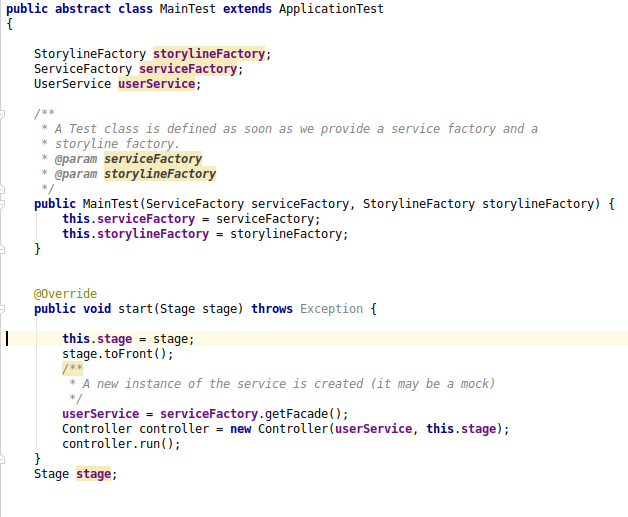 public abstract class MainTest extends ApplicationTest
{
    StorylineFactory storylineFactory;
    ServiceFactory serviceFactory;
    UserService userService;
    /**
     * A Test class is defined as soon as we provide a service factory and a
     * storyline factory.
     * @param serviceFactory
     * @param storylineFactory
     */
    public MainTest(ServiceFactory serviceFactory, StorylineFactory storylineFactory) {
        this.serviceFactory = serviceFactory;
        this.storylineFactory = storylineFactory;
    }
    @Override
    public void start(Stage stage) throws Exception {
        this.stage = stage;
        stage.toFront();
        /**
         * A new instance of the service is created (it may be a mock)
         */
        userService = serviceFactory.getFacade();
        Controller controller = new Controller(userService, this.stage);
        controller.run();
    }
    Stage stage;